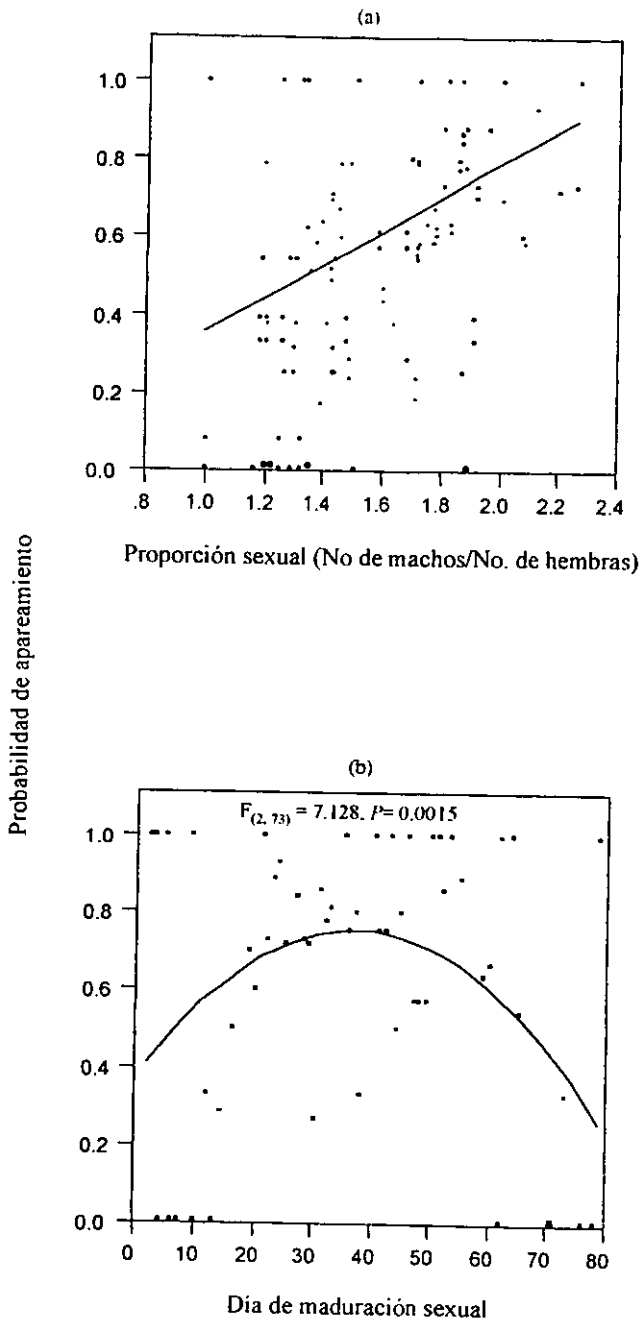 (a)
1.0
0.8
0.6
0.4
0.2
0.0
.8 1.0 1.2 1.4 1.6 1.8 2.0 2.2 2.4
Proporción sexual (No de machos/No. de hembras)
Probabilidad de apareamiento
(b)
F(2, 73) = 7.128, P= 0.0015
1.0
0.8
0.6
0.4
0.2
0.0
0 10 20 30 40 50 60 70 80
Día de maduración sexual